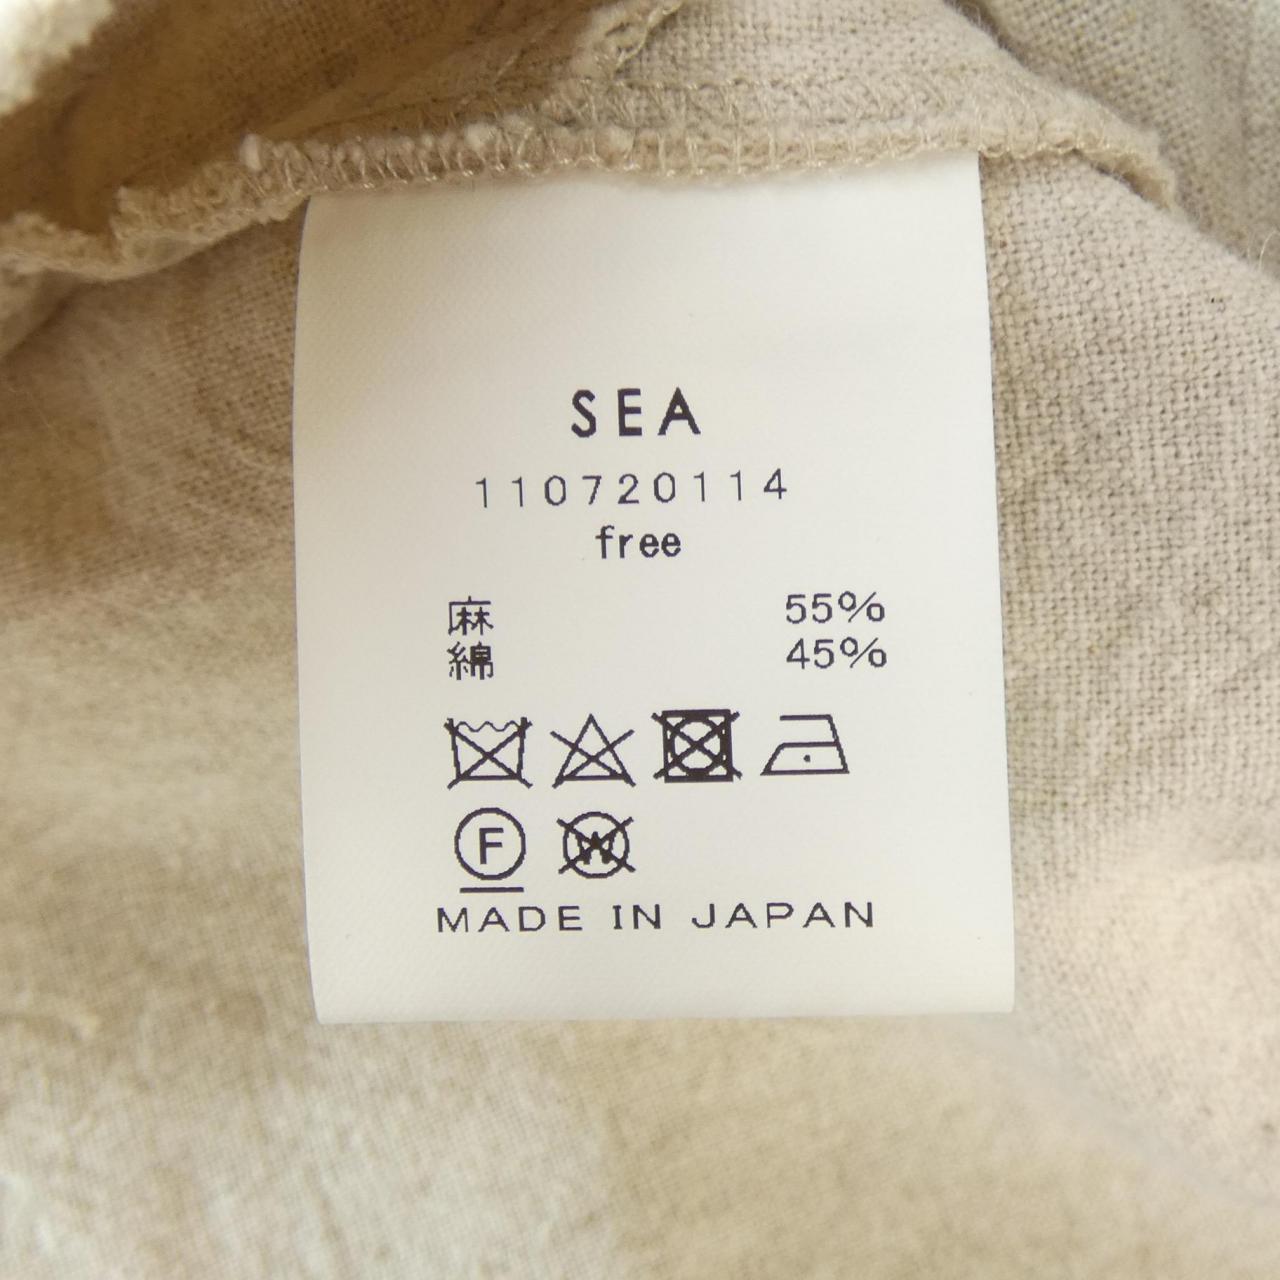 SEA
110720114
free
麻 55%
綿 45%
F W
MADE IN JAPAN